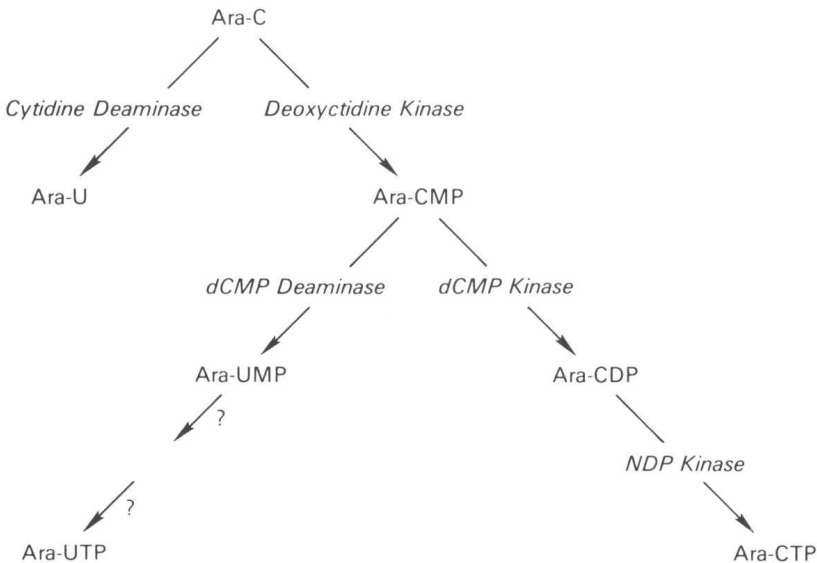 Ara-C
Cytidine Deaminase Deoxyctidine Kinase
Ara-U Ara-CMP
dCMP Deaminase dCMP Kinase
Ara-UMP Ara-CDP
?
NDP Kinase
?
Ara-UTP Ara-CTP